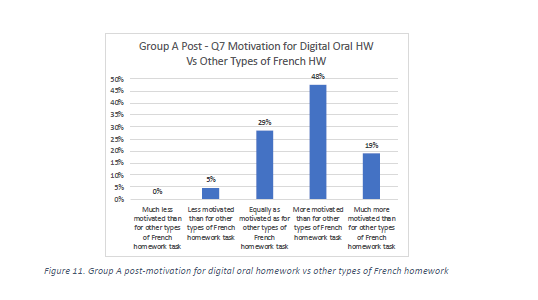 Group A Post - Q7 Motivation for Digital Oral HW
Vs Other Types of French HW
50%
45%
40%
35%
30%
25%
20%
15%
10%
5%
0%
0%
5%
29%
48%
19%
Much less
motivated than
for other types
of French
homework task
Less motivated
than for other
types of French
homework task
Equally as
motivated as for
other types of
French
homework task
More motivated
than for other
types of French
homework task
Much more
motivated than
for other types
of French
homework task
Figure 11. Group A post-motivation for digital oral homework vs other types of French homework